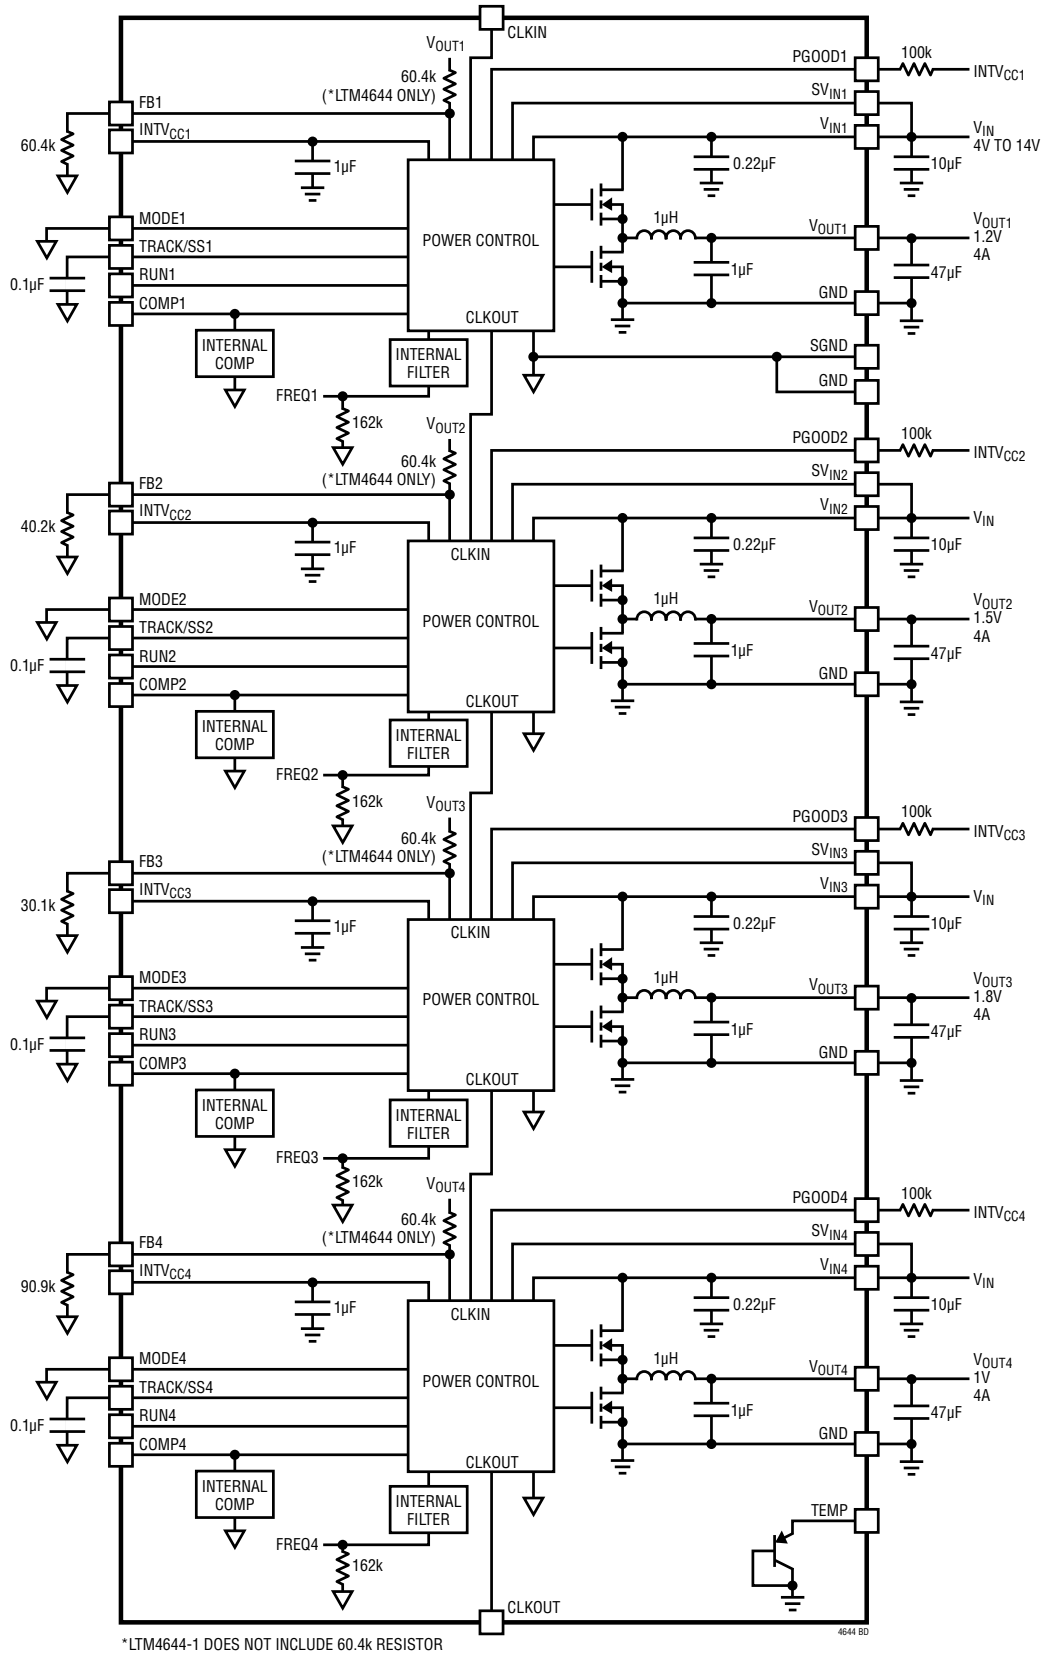 CLKIN
VOUT1
60.4k
(*LTM4644 ONLY)
PGOOD1
100k
INTVCC1
SVIN1
VIN1
VIN
4V TO 14V
FB1
INTVCC1
60.4k
1µF
0.22µF
10µF
MODE1
TRACK/SS1
RUN1
COMP1
0.1µF
POWER CONTROL
1µH
VOUT1
VOUT1
1.2V
4A
1µF
47µF
GND
CLKOUT
INTERNAL
COMP
INTERNAL
FILTER
SGND
GND
FREQ1
162k
VOUT2
60.4k
(*LTM4644 ONLY)
PGOOD2
100k
INTVCC2
SVIN2
VIN2
VIN
FB2
INTVCC2
40.2k
1µF
CLKIN
0.22µF
10µF
MODE2
TRACK/SS2
RUN2
COMP2
0.1µF
POWER CONTROL
1µH
VOUT2
VOUT2
1.5V
4A
1µF
47µF
GND
CLKOUT
INTERNAL
COMP
INTERNAL
FILTER
FREQ2
162k
VOUT3
60.4k
(*LTM4644 ONLY)
PGOOD3
100k
INTVCC3
SVIN3
VIN3
VIN
FB3
INTVCC3
30.1k
1µF
CLKIN
0.22µF
10µF
MODE3
TRACK/SS3
RUN3
COMP3
0.1µF
POWER CONTROL
1µH
VOUT3
VOUT3
1.8V
4A
1µF
47µF
GND
CLKOUT
INTERNAL
COMP
INTERNAL
FILTER
FREQ3
162k
VOUT4
60.4k
(*LTM4644 ONLY)
PGOOD4
100k
INTVCC4
SVIN4
VIN4
VIN
FB4
INTVCC4
90.9k
1µF
CLKIN
0.22µF
10µF
MODE4
TRACK/SS4
RUN4
COMP4
0.1µF
POWER CONTROL
1µH
VOUT4
VOUT4
1V
4A
1µF
47µF
GND
CLKOUT
INTERNAL
COMP
INTERNAL
FILTER
TEMP
FREQ4
162k
CLKOUT
4644 BD
*LTM4644-1 DOES NOT INCLUDE 60.4k RESISTOR